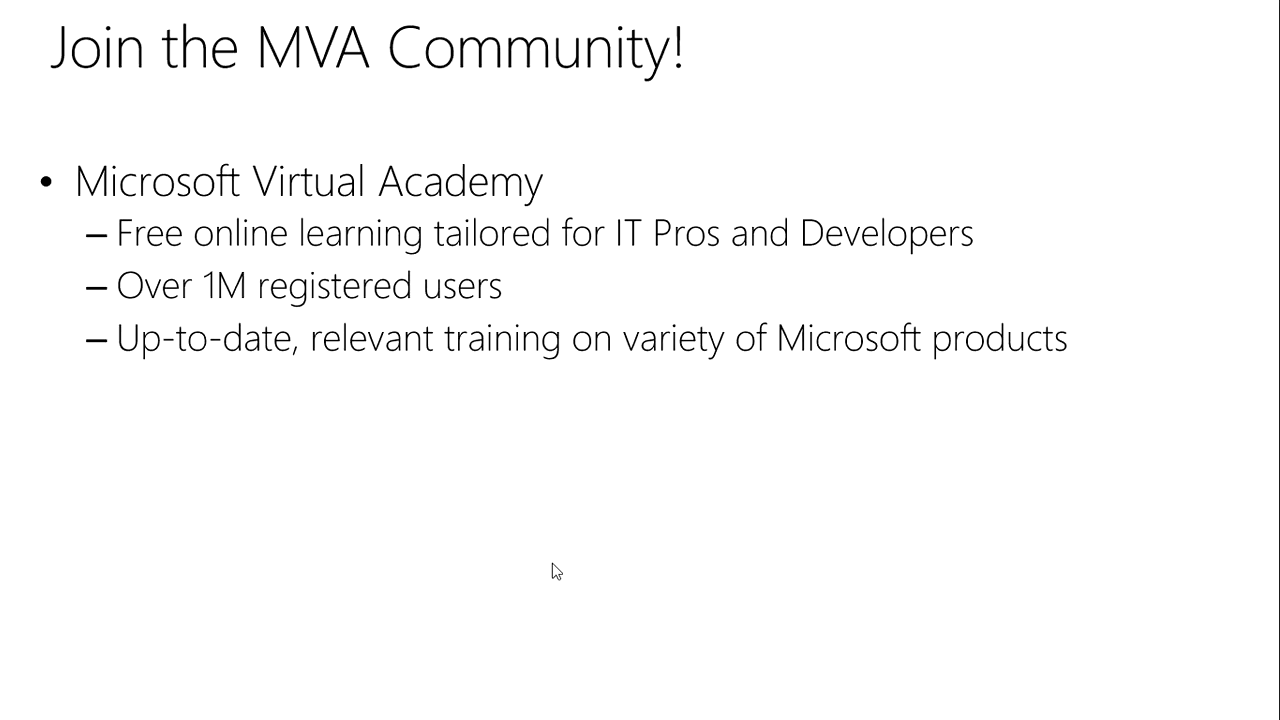 Join the MVA Community!
• Microsoft Virtual Academy
– Free online learning tailored for IT Pros and Developers
– Over 1M registered users
– Up-to-date, relevant training on variety of Microsoft products